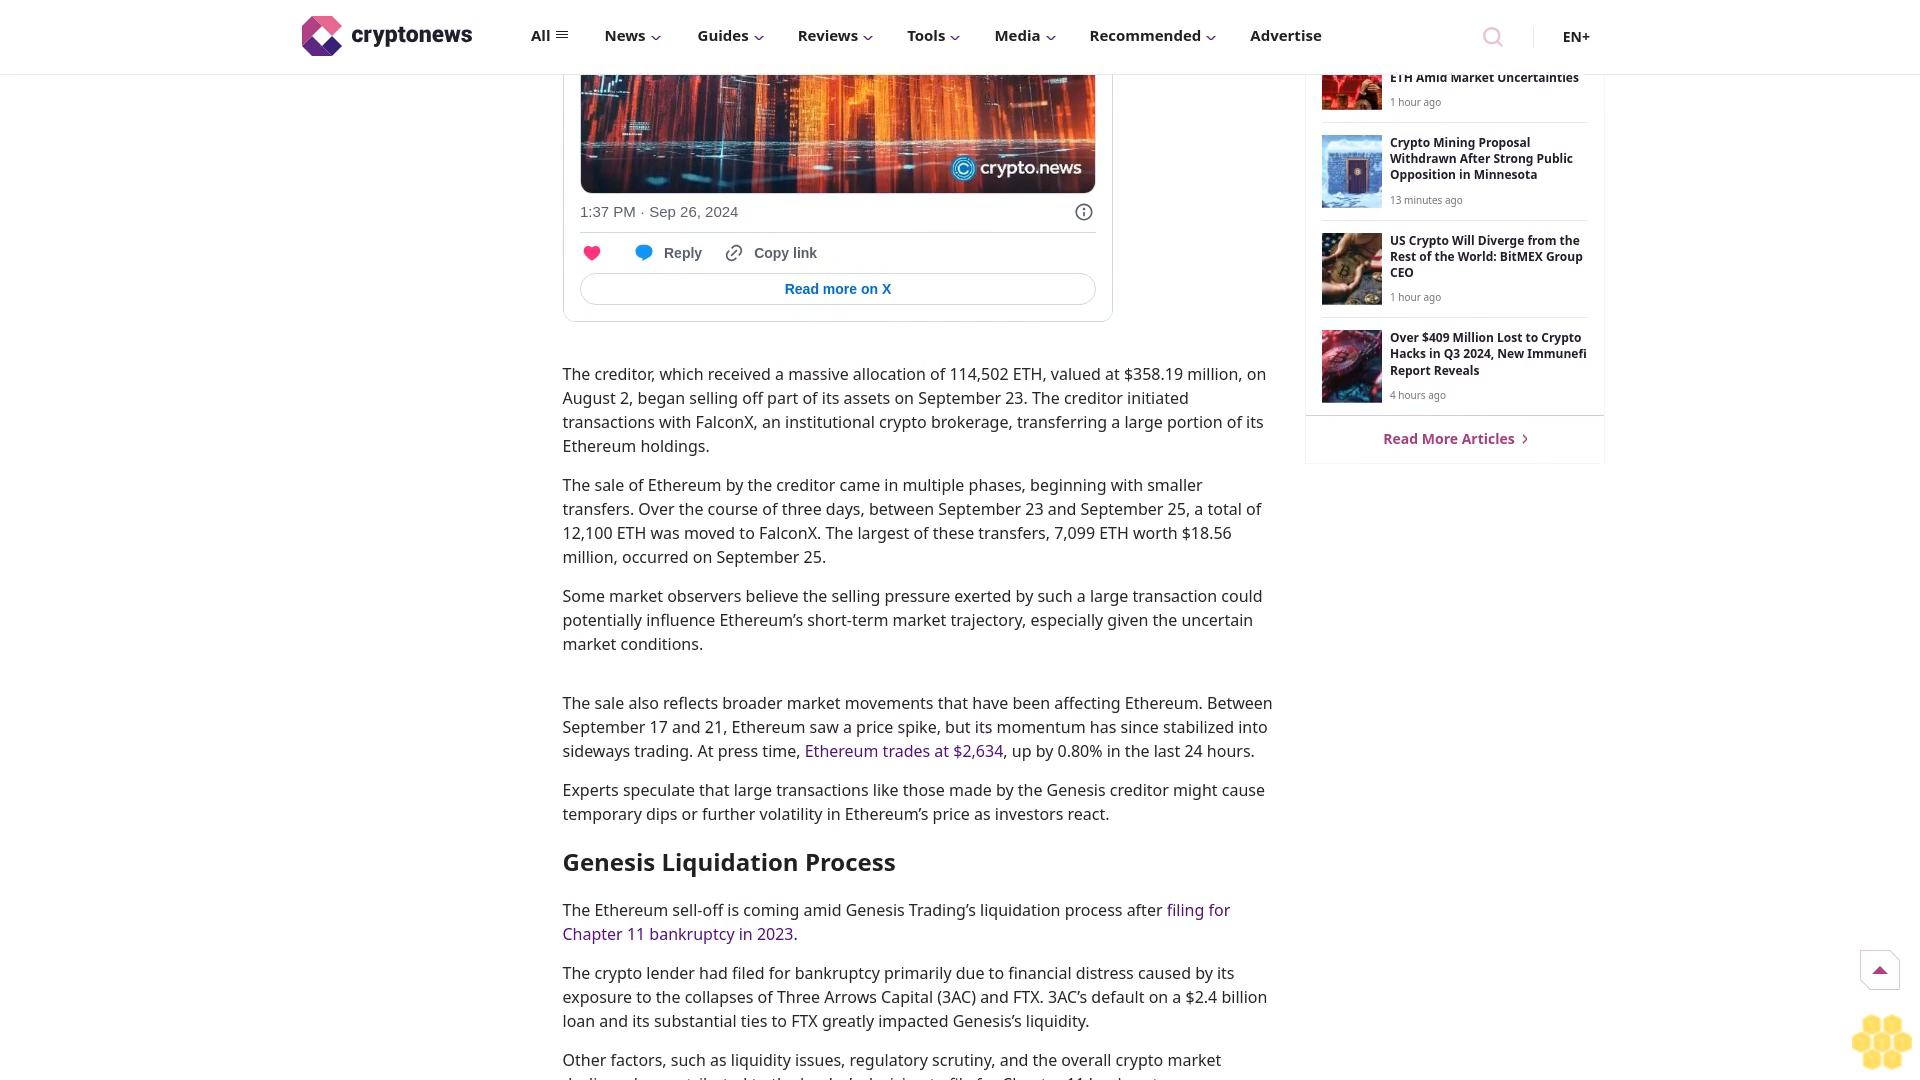 cryptonews
All
News
Guides
Reviews
Tools
Media
Recommended
Advertise
EN+
crypto.news
1:37 PM · Sep 26, 2024
Reply
Copy link
Read more on X
The creditor, which received a massive allocation of 114,502 ETH, valued at $358.19 million, on
August 2, began selling off part of its assets on September 23. The creditor initiated
transactions with FalconX, an institutional crypto brokerage, transferring a large portion of its
Ethereum holdings.
The sale of Ethereum by the creditor came in multiple phases, beginning with smaller
transfers. Over the course of three days, between September 23 and September 25, a total of
12,100 ETH was moved to FalconX. The largest of these transfers, 7,099 ETH worth $18.56
million, occurred on September 25.
Some market observers believe the selling pressure exerted by such a large transaction could
potentially influence Ethereum’s short-term market trajectory, especially given the uncertain
market conditions.
The sale also reflects broader market movements that have been affecting Ethereum. Between
September 17 and 21, Ethereum saw a price spike, but its momentum has since stabilized into
sideways trading. At press time, Ethereum trades at $2,634, up by 0.80% in the last 24 hours.
Experts speculate that large transactions like those made by the Genesis creditor might cause
temporary dips or further volatility in Ethereum’s price as investors react.
Genesis Liquidation Process
The Ethereum sell-off is coming amid Genesis Trading’s liquidation process after filing for
Chapter 11 bankruptcy in 2023.
The crypto lender had filed for bankruptcy primarily due to financial distress caused by its
exposure to the collapses of Three Arrows Capital (3AC) and FTX. 3AC’s default on a $2.4 billion
loan and its substantial ties to FTX greatly impacted Genesis’s liquidity.
Other factors, such as liquidity issues, regulatory scrutiny, and the overall crypto market
ETH Amid Market Uncertainties
1 hour ago
Crypto Mining Proposal
Withdrawn After Strong Public
Opposition in Minnesota
13 minutes ago
US Crypto Will Diverge from the
Rest of the World: BitMEX Group
CEO
1 hour ago
Over $409 Million Lost to Crypto
Hacks in Q3 2024, New Immunefi
Report Reveals
4 hours ago
Read More Articles